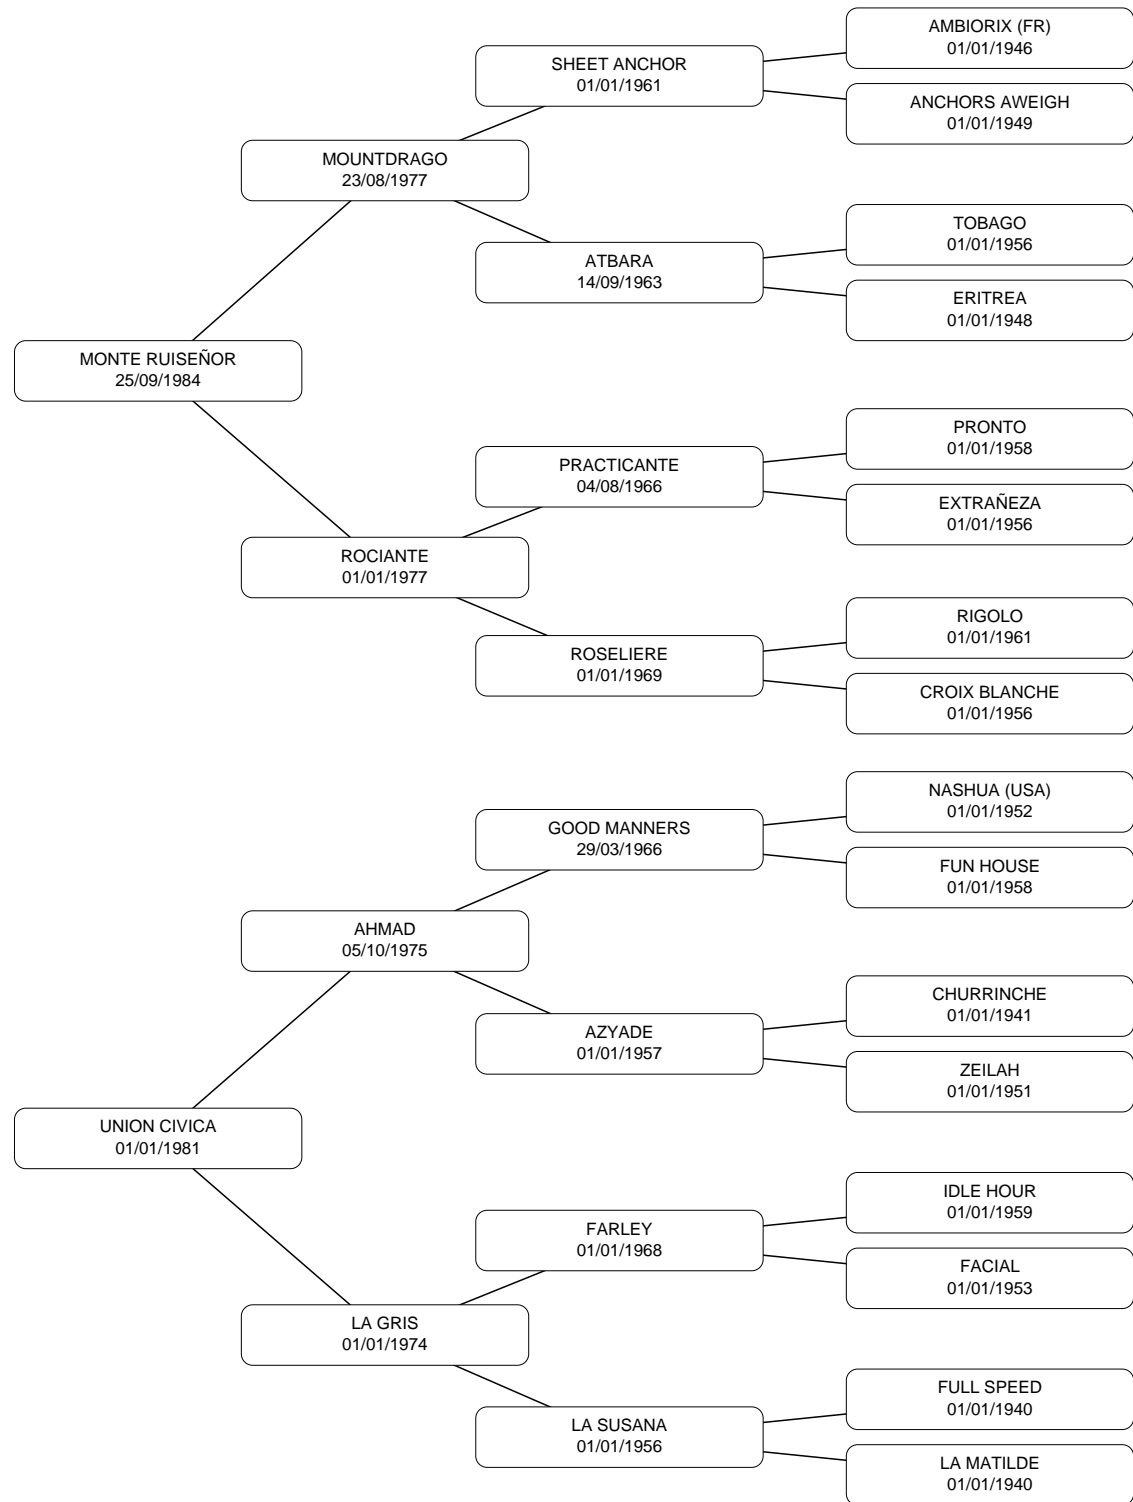 AMBIORIX (FR)
01/01/1946
SHEET ANCHOR
01/01/1961
ANCHORS AWEIGH
01/01/1949
MOUNTDRAGO
23/08/1977
TOBAGO
01/01/1956
ATBARA
14/09/1963
ERITREA
01/01/1948
MONTE RUISEÑOR
25/09/1984
PRONTO
01/01/1958
PRACTICANTE
04/08/1966
EXTRAÑEZA
01/01/1956
ROCIANTE
01/01/1977
RIGOLO
01/01/1961
ROSELIERE
01/01/1969
CROIX BLANCHE
01/01/1956
NASHUA (USA)
01/01/1952
GOOD MANNERS
29/03/1966
FUN HOUSE
01/01/1958
AHMAD
05/10/1975
CHURRINCHE
01/01/1941
AZYADE
01/01/1957
ZEILAH
01/01/1951
UNION CIVICA
01/01/1981
IDLE HOUR
01/01/1959
FARLEY
01/01/1968
FACIAL
01/01/1953
LA GRIS
01/01/1974
FULL SPEED
01/01/1940
LA SUSANA
01/01/1956
LA MATILDE
01/01/1940